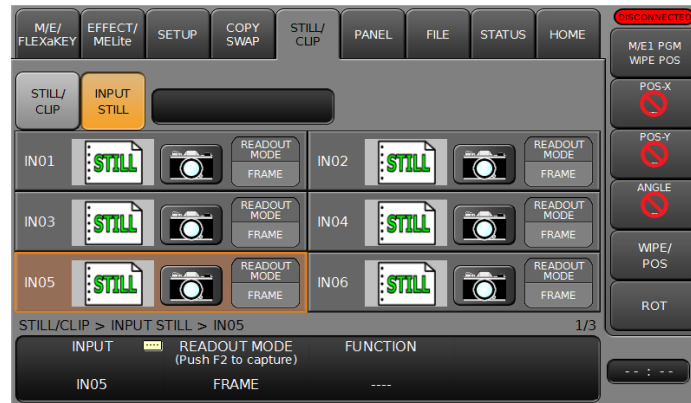 M/E/
FLEXaKEY
EFFECT/
MELite
SETUP
COPY
SWAP
STILL/
CLIP
PANEL
FILE
STATUS
HOME
DISCONNECTED
M/E1 PGM
WIPE POS
STILL/
CLIP
INPUT
STILL
POS-X
POS-Y
ANGLE
WIPE/
POS
ROT
IN01
STILL
READOUT
MODE
FRAME
IN02
STILL
READOUT
MODE
FRAME
IN03
STILL
READOUT
MODE
FRAME
IN04
STILL
READOUT
MODE
FRAME
IN05
STILL
READOUT
MODE
FRAME
IN06
STILL
READOUT
MODE
FRAME
STILL/CLIP > INPUT STILL > IN05 1/3
INPUT READOUT MODE FUNCTION
(Push F2 to capture)
IN05 FRAME ----
-- : --